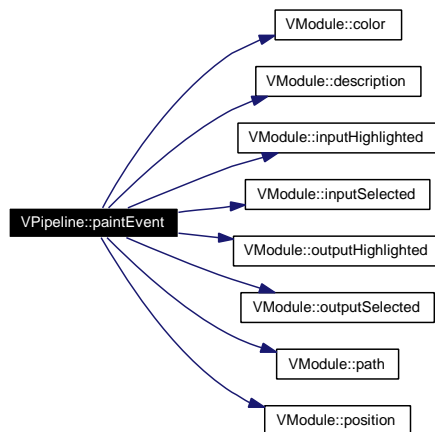 VModule::color
VModule::description
VModule::inputHighlighted
VModule::inputSelected
VPipeline::paintEvent
VModule::outputHighlighted
VModule::outputSelected
VModule::path
VModule::position